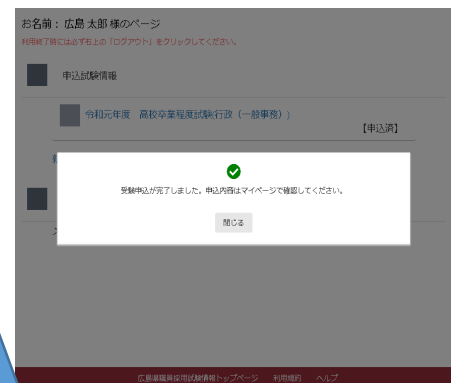 お名前： 広島 太郎 様のページ
利用終了時には必ず右上の「ログアウト」をクリックしてください。
申込試験情報
令和元年度　高校卒業程度試験(行政（一般事務）)
【申込済】
受験申込が完了しました。申込内容はマイページで確認してください。
閉じる
広島県職員採用試験情報トップページ　利用規約　ヘルプ